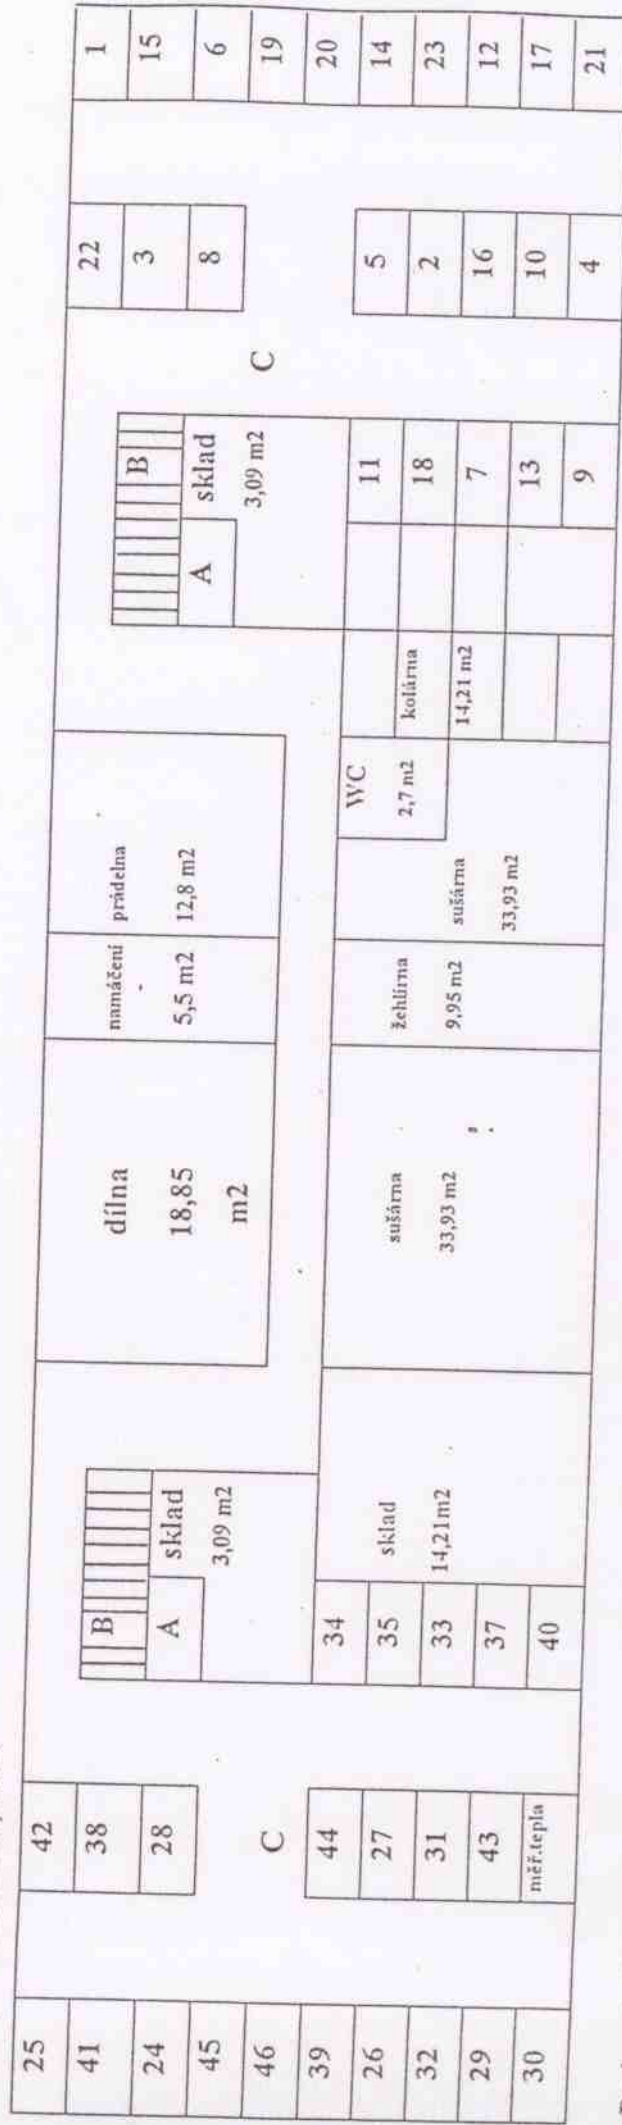 25
41
24
45
46
39
26
32
29
30
42
38
28
C
44
27
31
43
měř.tepla
B
A
sklad
3,09 m2
34
35
33
37
40
sklad
14,21m2
dílna
18,85
m2
sušárna
33,93 m2
namáčení
5,5 m2
žehlírna
9,95 m2
prádelna
12,8 m2
WC
2,7 m2
sušárna
33,93 m2
kolárna
14,21 m2
B
A
sklad
3,09 m2
11
18
7
13
9
C
22
3
8
5
2
16
10
4
1
15
6
19
20
14
23
12
17
21